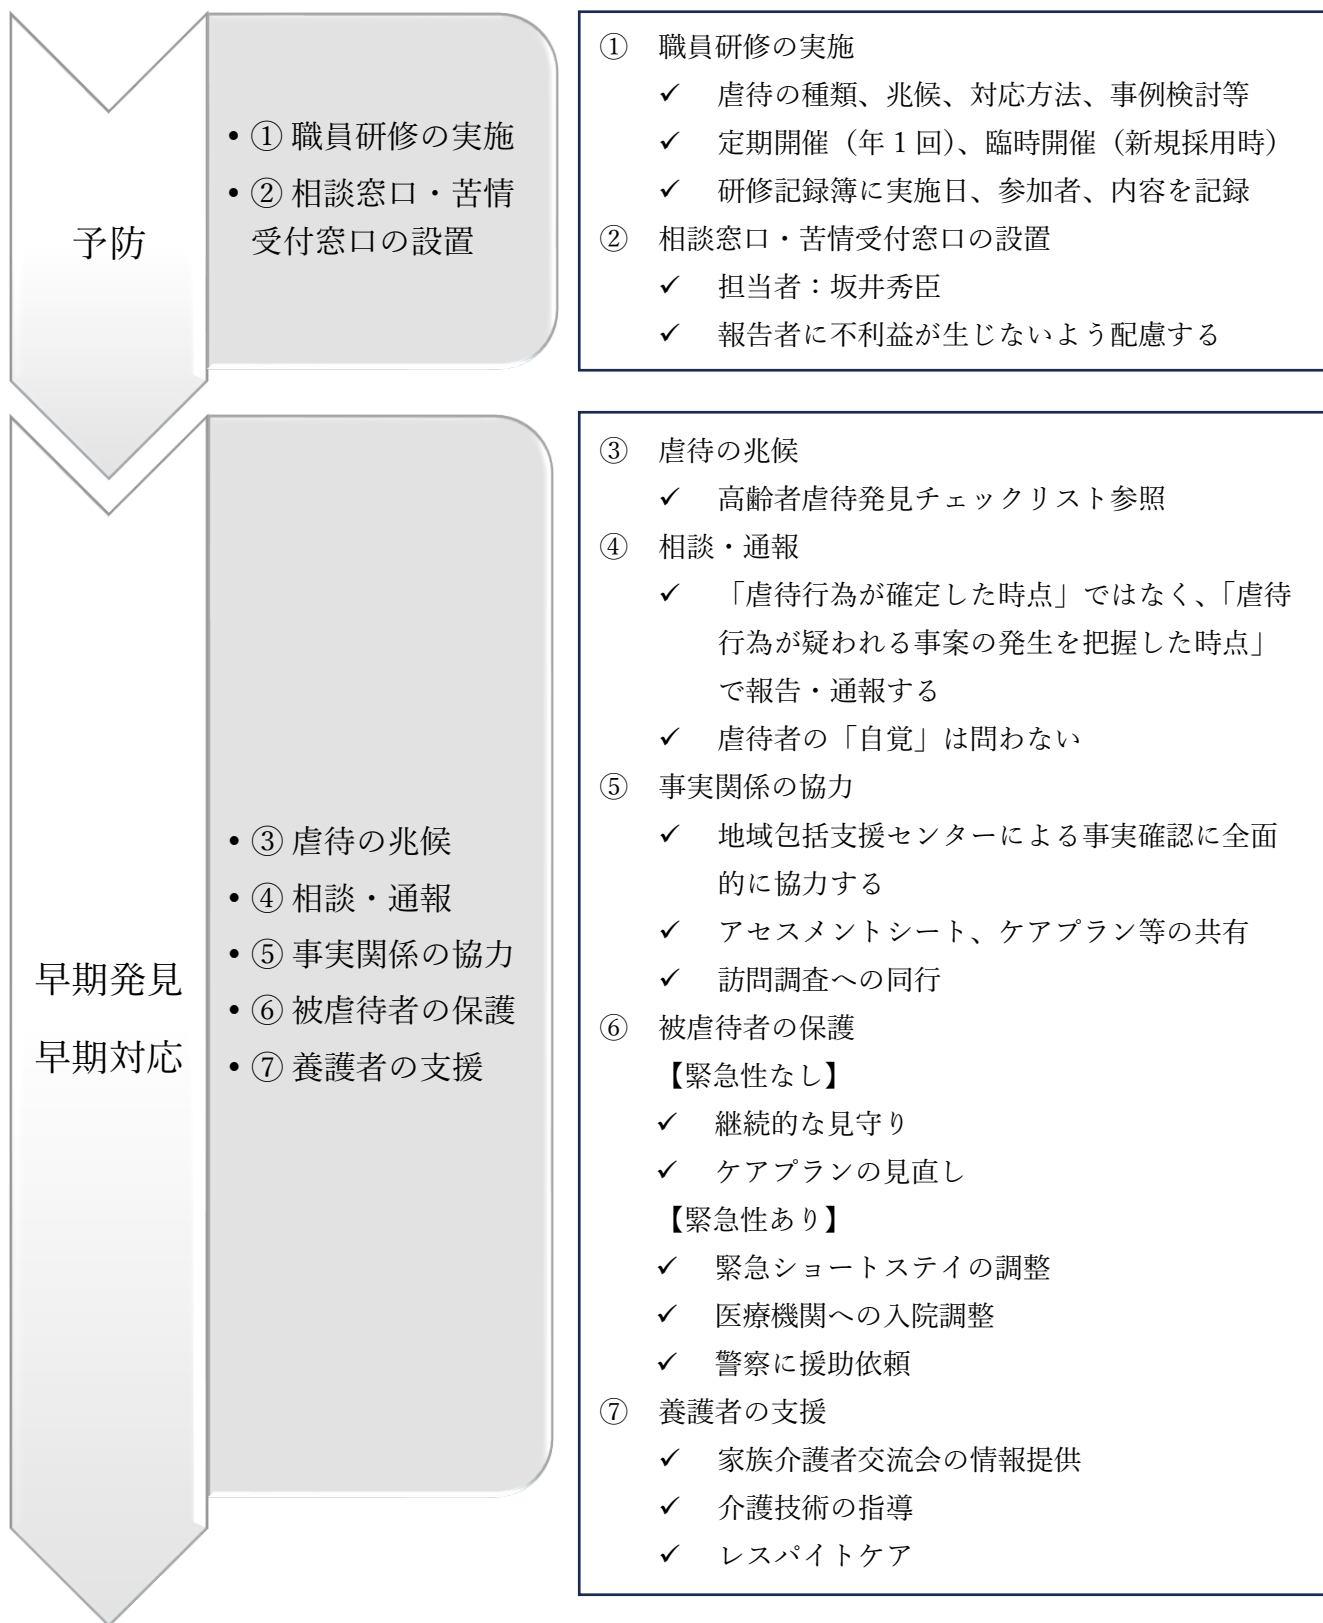 予防
• ① 職員研修の実施
• ② 相談窓口・苦情
受付窓口の設置
① 職員研修の実施
✓ 虐待の種類、兆候、対応方法、事例検討等
✓ 定期開催（年 1 回）、臨時開催（新規採用時）
✓ 研修記録簿に実施日、参加者、内容を記録
② 相談窓口・苦情受付窓口の設置
✓ 担当者：坂井秀臣
✓ 報告者に不利益が生じないよう配慮する
早期発見
早期対応
• ③ 虐待の兆候
• ④ 相談・通報
• ⑤ 事実関係の協力
• ⑥ 被虐待者の保護
• ⑦ 養護者の支援
③ 虐待の兆候
✓ 高齢者虐待発見チェックリスト参照
④ 相談・通報
✓ 「虐待行為が確定した時点」ではなく、「虐待
行為が疑われる事案の発生を把握した時点」
で報告・通報する
✓ 虐待者の「自覚」は問わない
⑤ 事実関係の協力
✓ 地域包括支援センターによる事実確認に全面
的に協力する
✓ アセスメントシート、ケアプラン等の共有
✓ 訪問調査への同行
⑥ 被虐待者の保護
【緊急性なし】
✓ 継続的な見守り
✓ ケアプランの見直し
【緊急性あり】
✓ 緊急ショートステイの調整
✓ 医療機関への入院調整
✓ 警察に援助依頼
⑦ 養護者の支援
✓ 家族介護者交流会の情報提供
✓ 介護技術の指導
✓ レスパイトケア